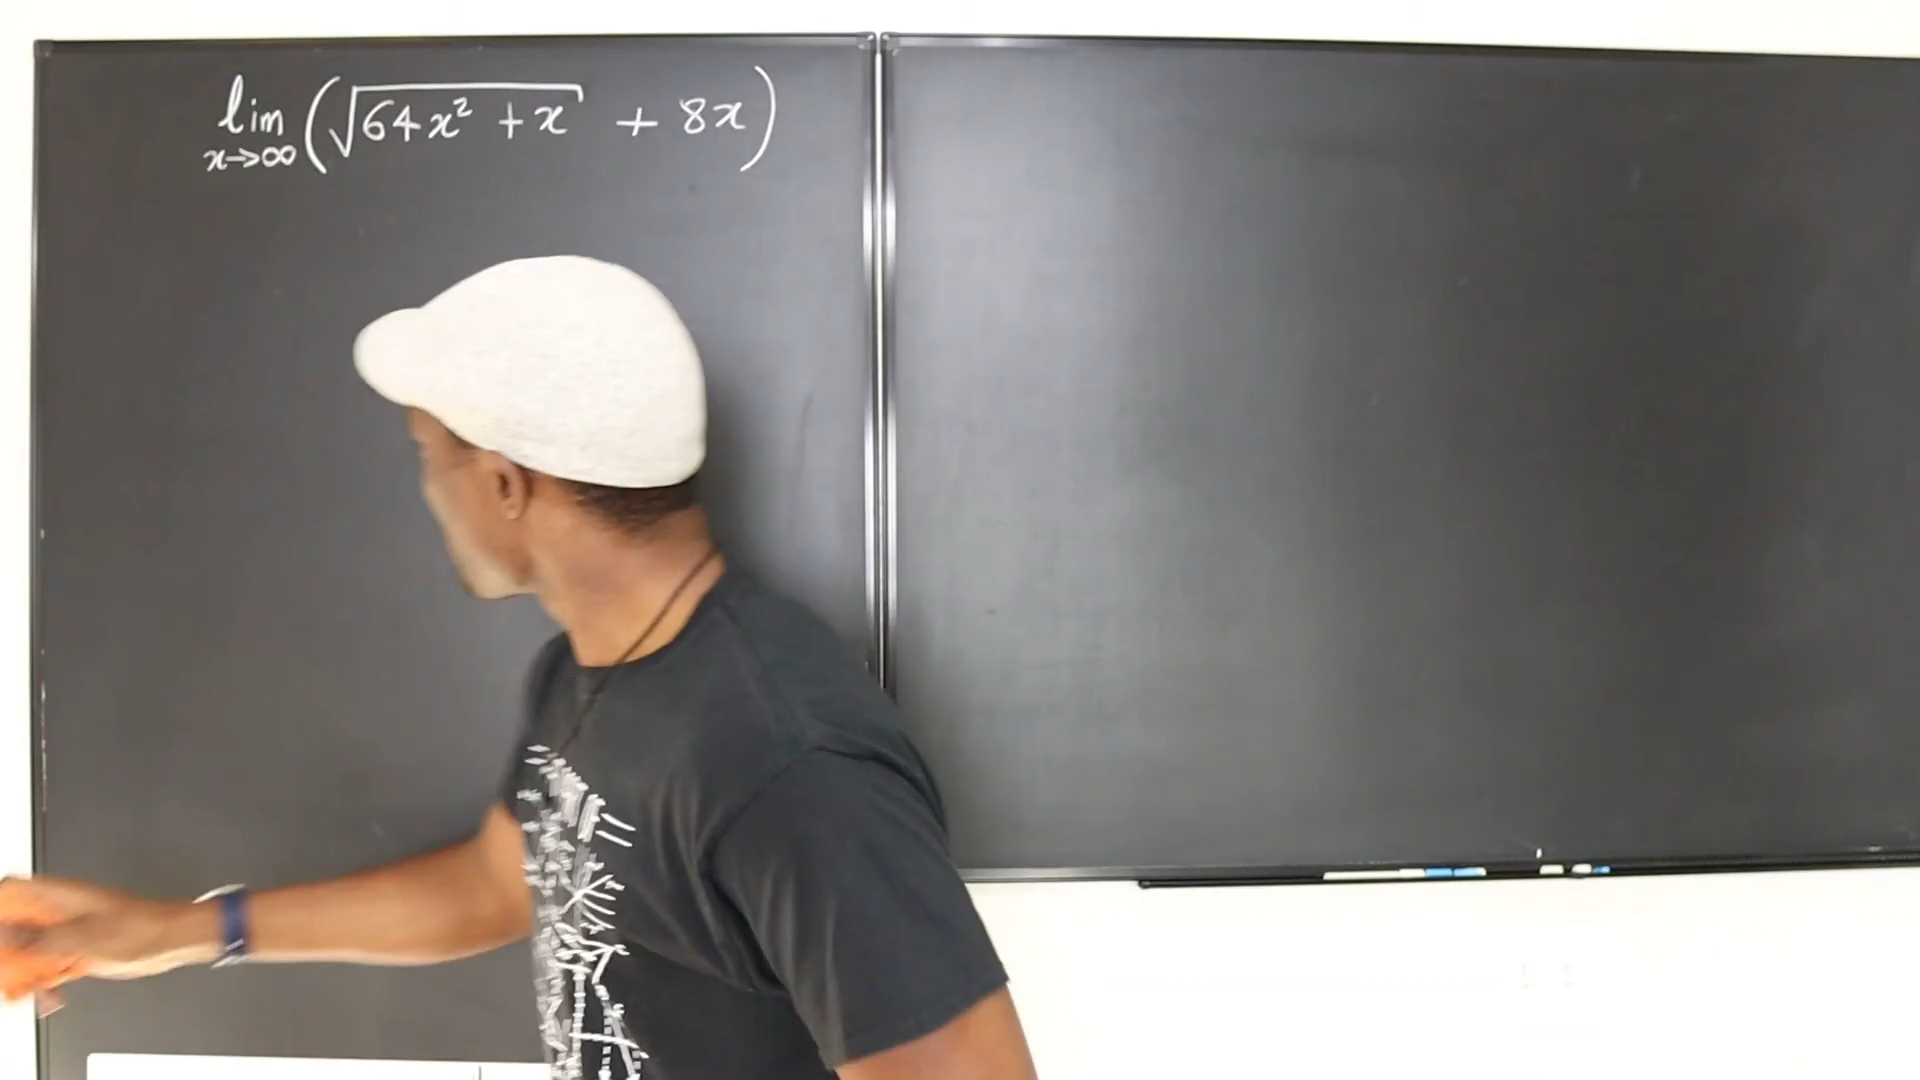 lim (√64x² + x + 8x)
x→∞